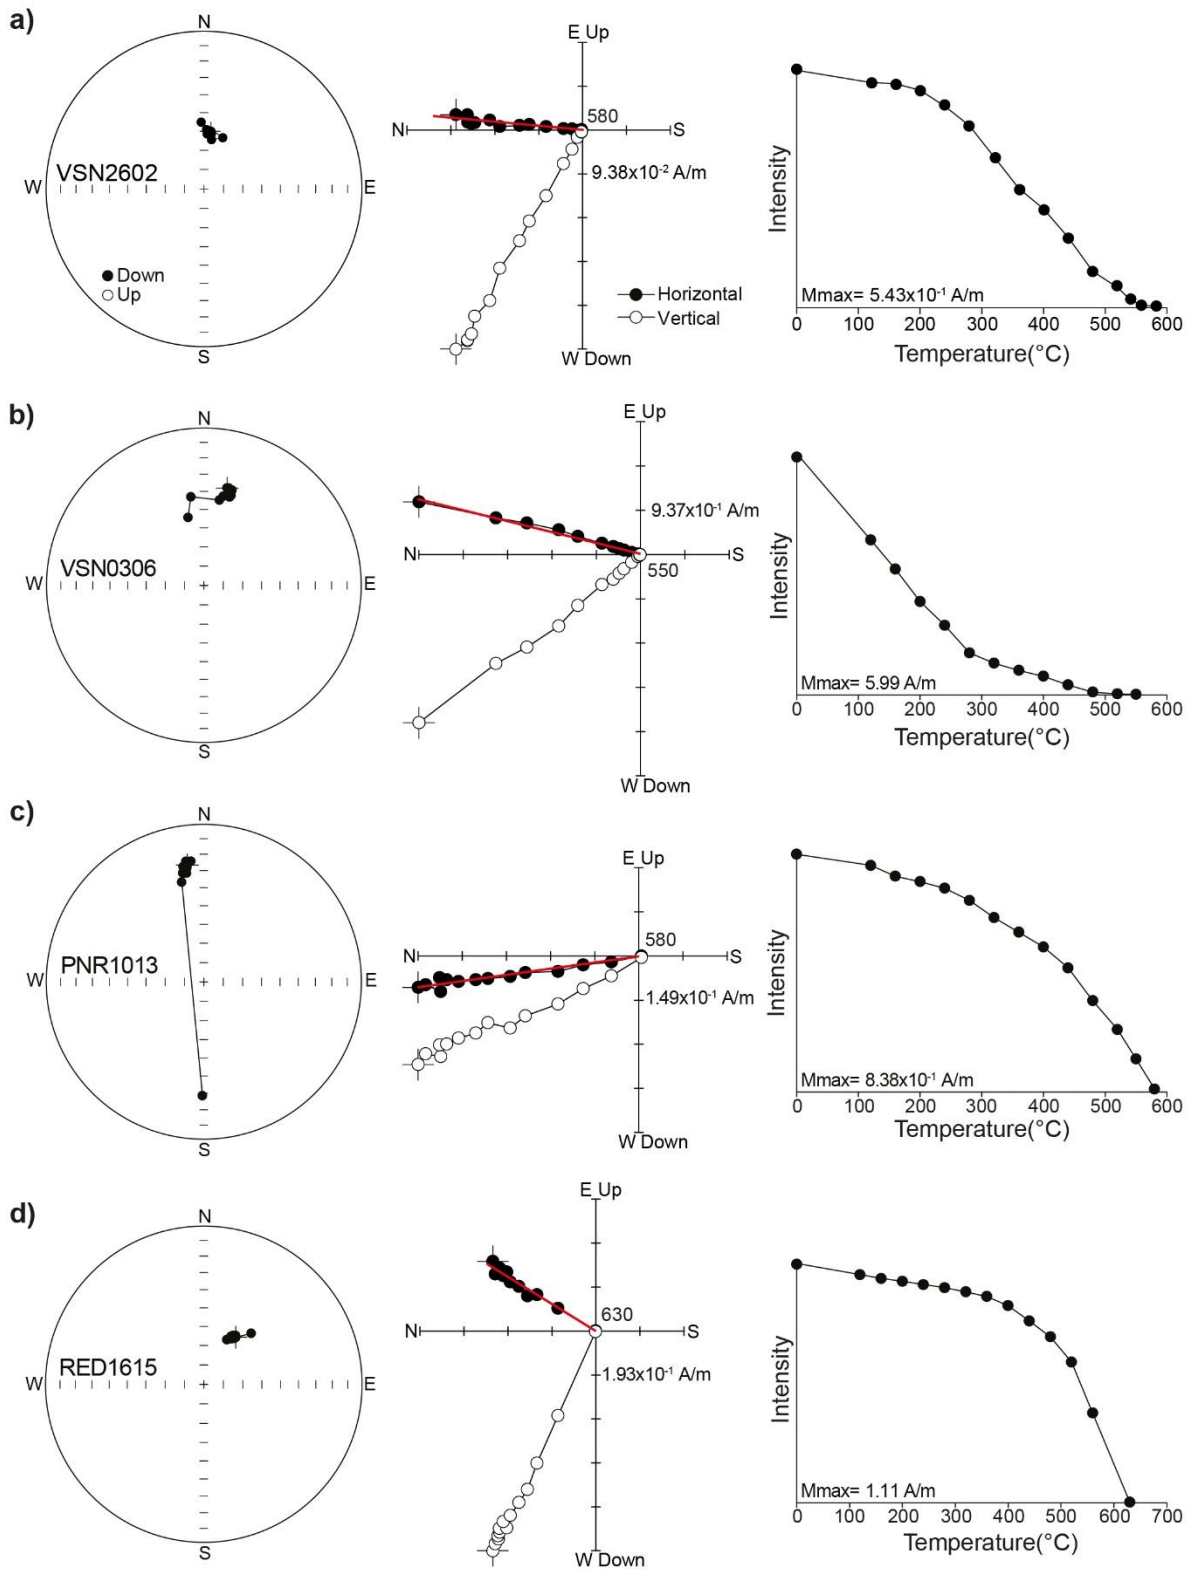 a)
N
W
E
S
VSN2602
Down
Up
E Up
N
S
580
9.38x10⁻² A/m
Horizontal
Vertical
W Down
Intensity
Mmax= 5.43x10⁻¹ A/m
0 100 200 300 400 500 600
Temperature(°C)
b)
N
W
E
S
VSN0306
E Up
9.37x10⁻¹ A/m
N
S
550
W Down
Intensity
Mmax= 5.99 A/m
0 100 200 300 400 500 600
Temperature(°C)
c)
N
W
E
S
PNR1013
E Up
580
N
S
1.49x10⁻¹ A/m
W Down
Intensity
Mmax= 8.38x10⁻¹ A/m
0 100 200 300 400 500 600
Temperature(°C)
d)
N
W
E
S
RED1615
E Up
630
N
S
1.93x10⁻¹ A/m
W Down
Intensity
Mmax= 1.11 A/m
0 100 200 300 400 500 600 700
Temperature(°C)